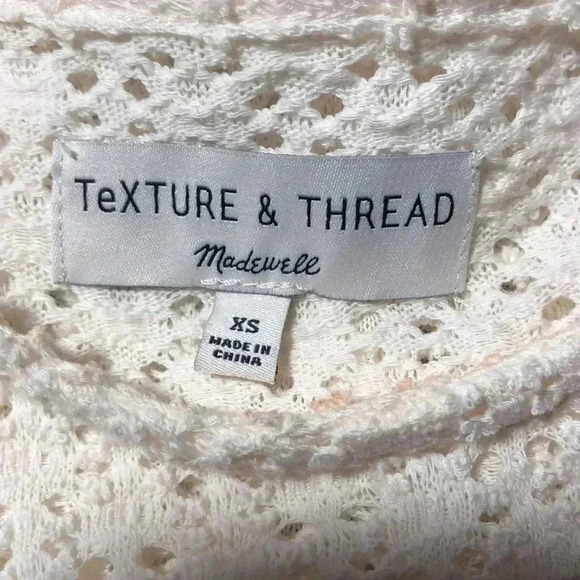 TeXTURE & THREAD
Madewell
XS
MADE IN
CHINA